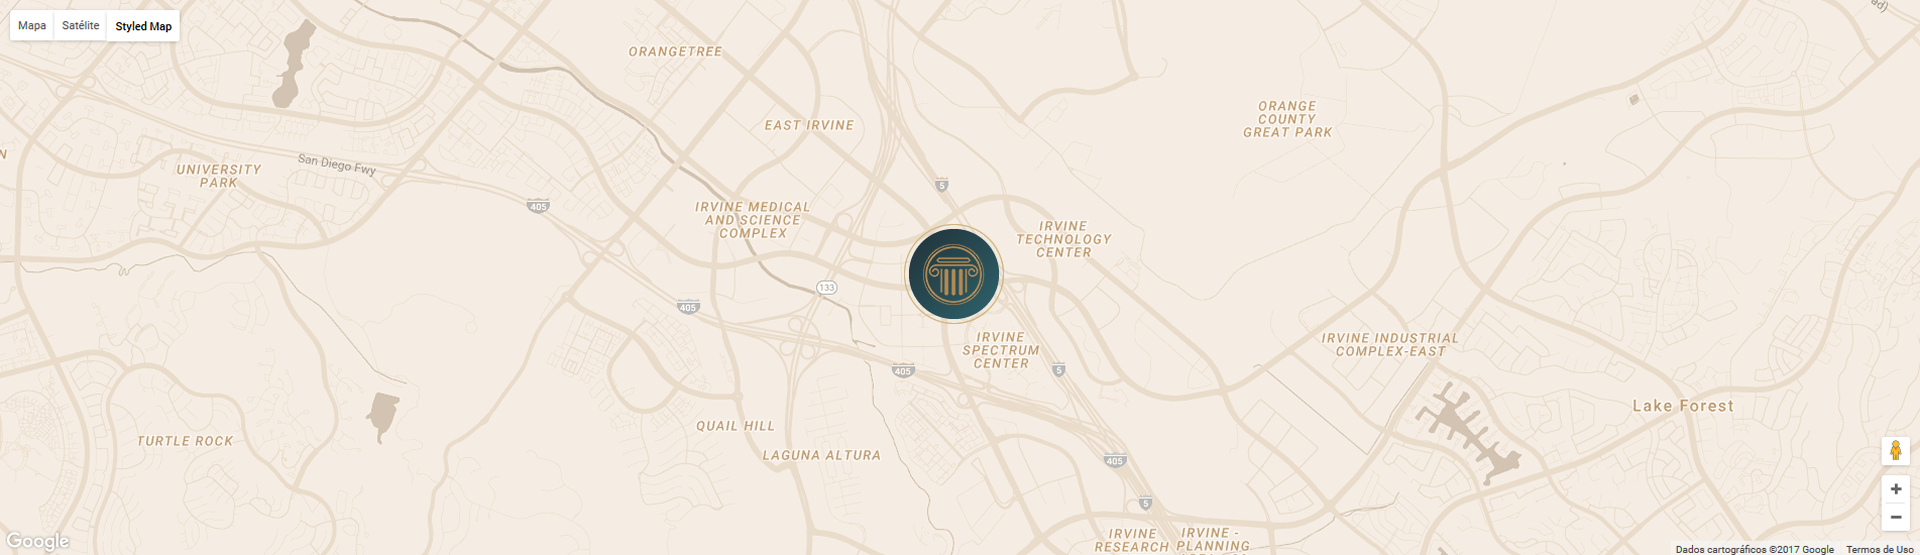 Mapa
Satélite
Styled Map
ad)
ORANGETREE
ORANGE
COUNTY
GREAT PARK
EAST IRVINE
N
San Diego Fwy
UNIVERSITY
PARK
5
405
IRVINE MEDICAL
AND SCIENCE
COMPLEX
IRVINE
TECHNOLOGY
CENTER
133
405
IRVINE
SPECTRUM
CENTER
IRVINE INDUSTRIAL
COMPLEX-EAST
405
5
Lake Forest
QUAIL HILL
TURTLE ROCK
LAGUNA ALTURA
405
5
IRVINE
RESEARCH
IRVINE -
PLANNING
Google
Dados cartográficos ©2017 Google
Termos de Uso